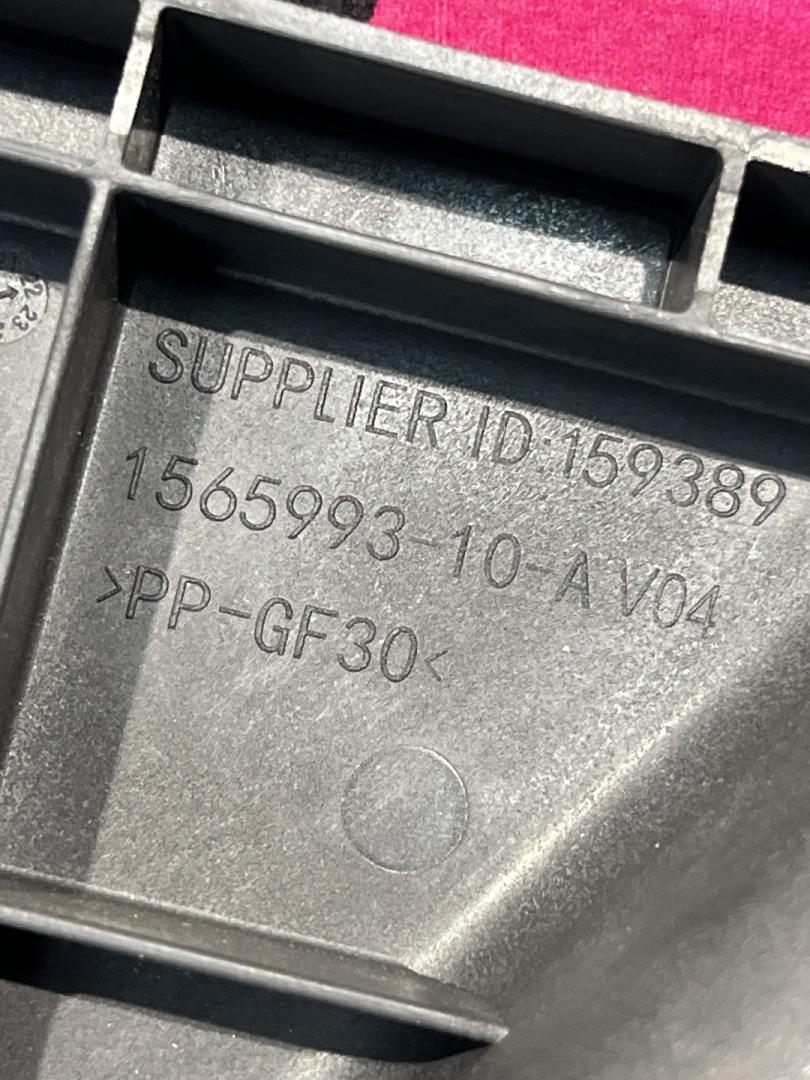 SUPPLIER ID:159389
1565993-10-A V04
>PP-GF30<